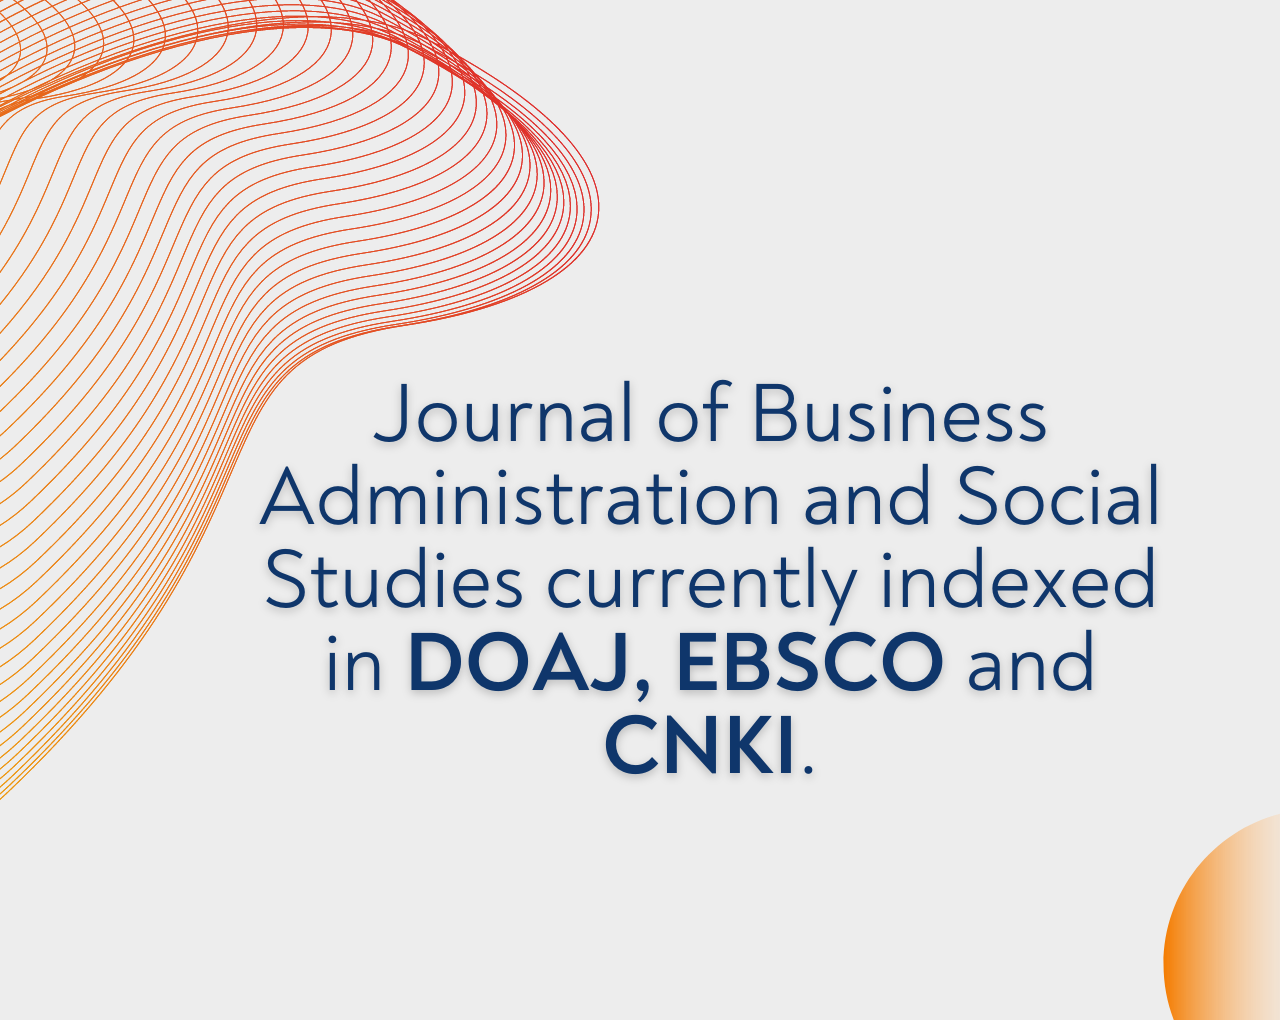 Journal of Business
Administration and Social
Studies currently indexed
in DOAJ, EBSCO and
CNKI.